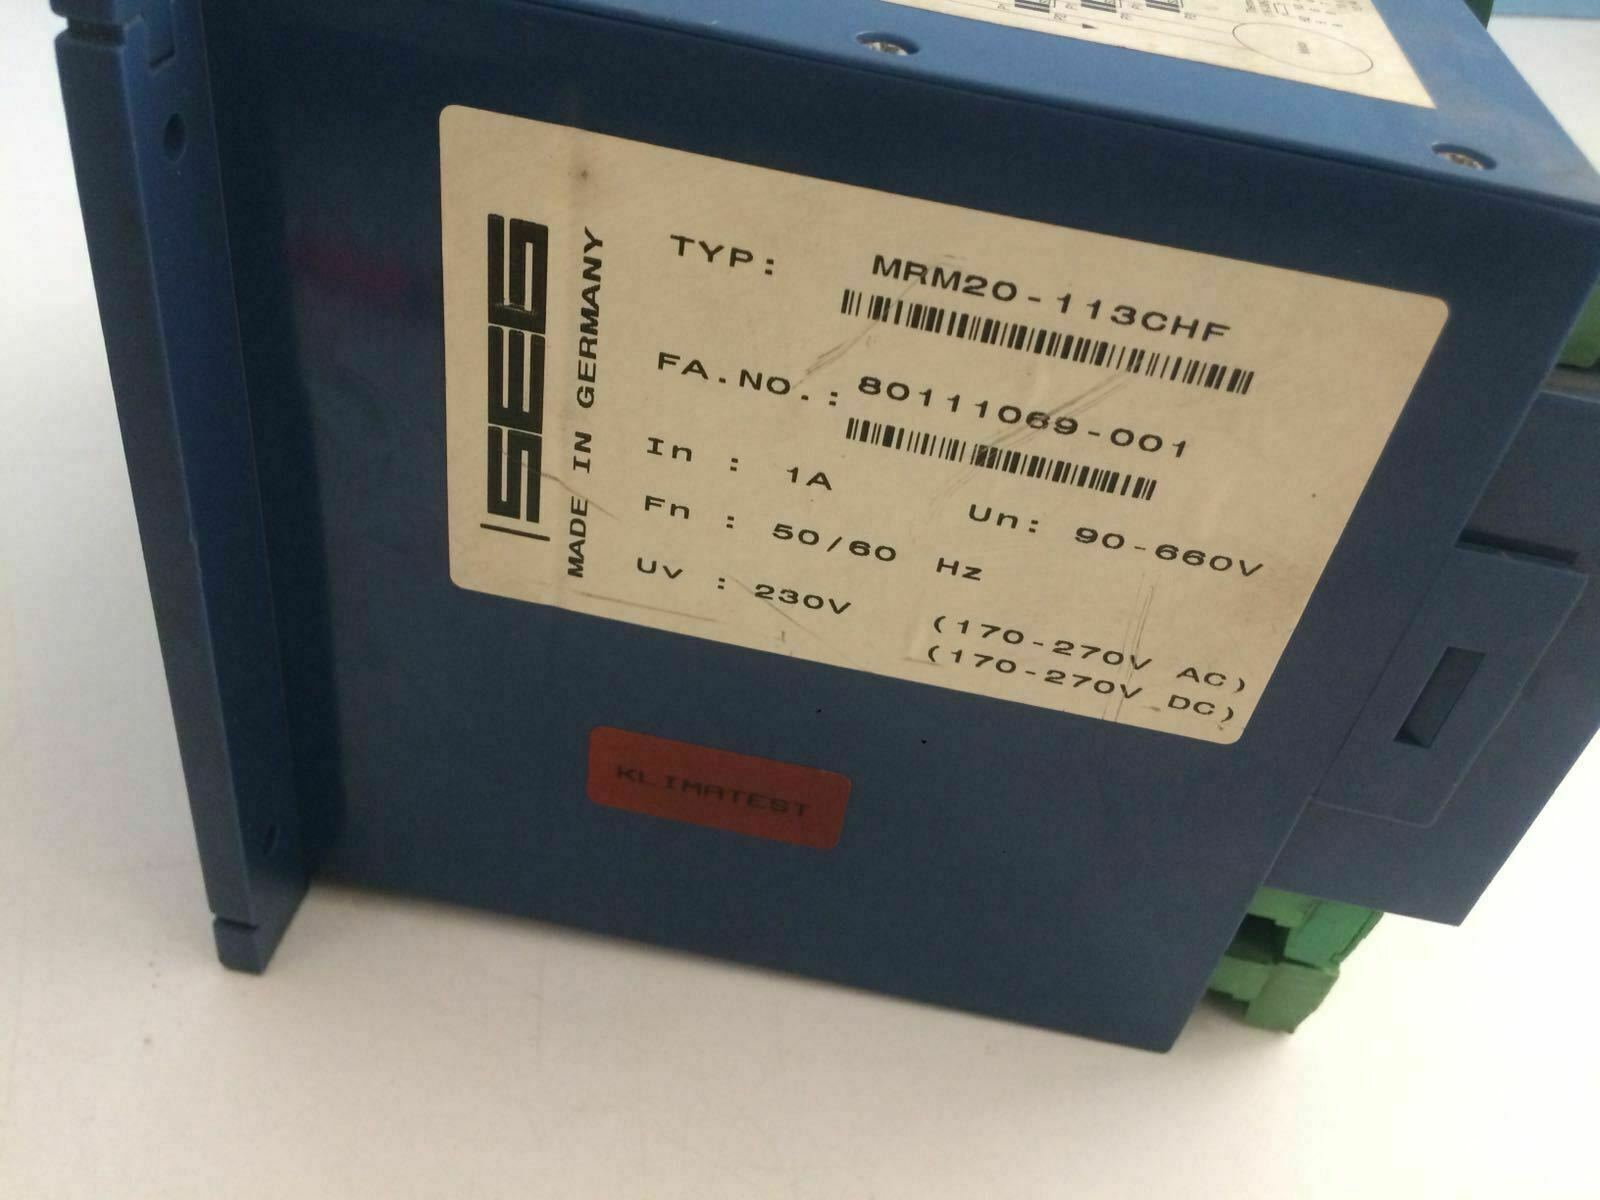 SEG
MADE IN GERMANY
TYP: MRM20-113CHF
FA.NO.: 80111069-001
In : 1A Un: 90-660V
Fn : 50/60 Hz
Uv : 230V (170-270V AC)
(170-270V DC)
KLIMATEST